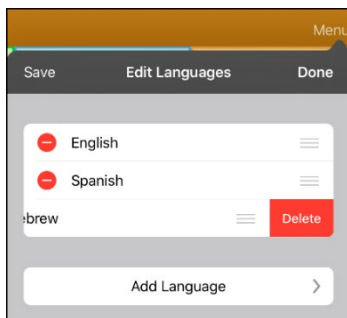 Menu
Save Edit Languages Done
English
Spanish
ebrew Delete
Add Language